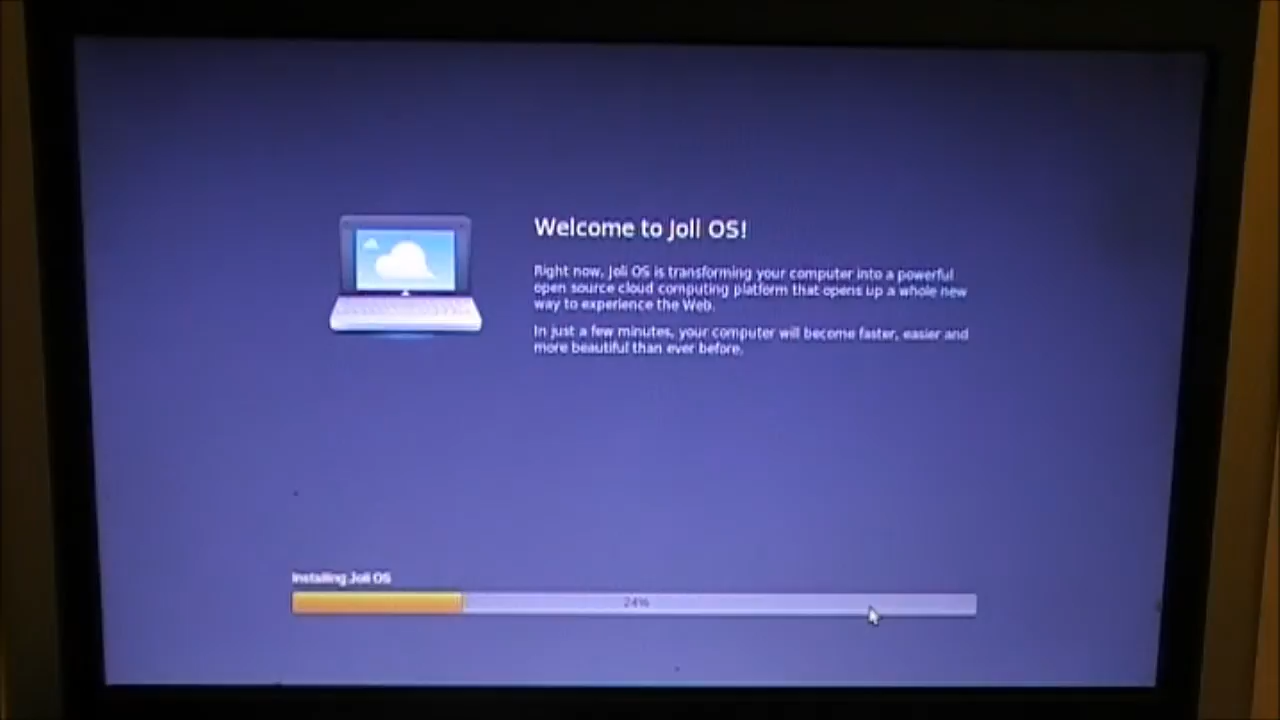 Welcome to Joli OS!
Right now, Joli OS is transforming your computer into a powerful
open source cloud computing platform that opens up a whole new
way to experience the Web.
In just a few minutes, your computer will become faster, easier and
more beautiful than ever before.
Installing Joli OS
24%